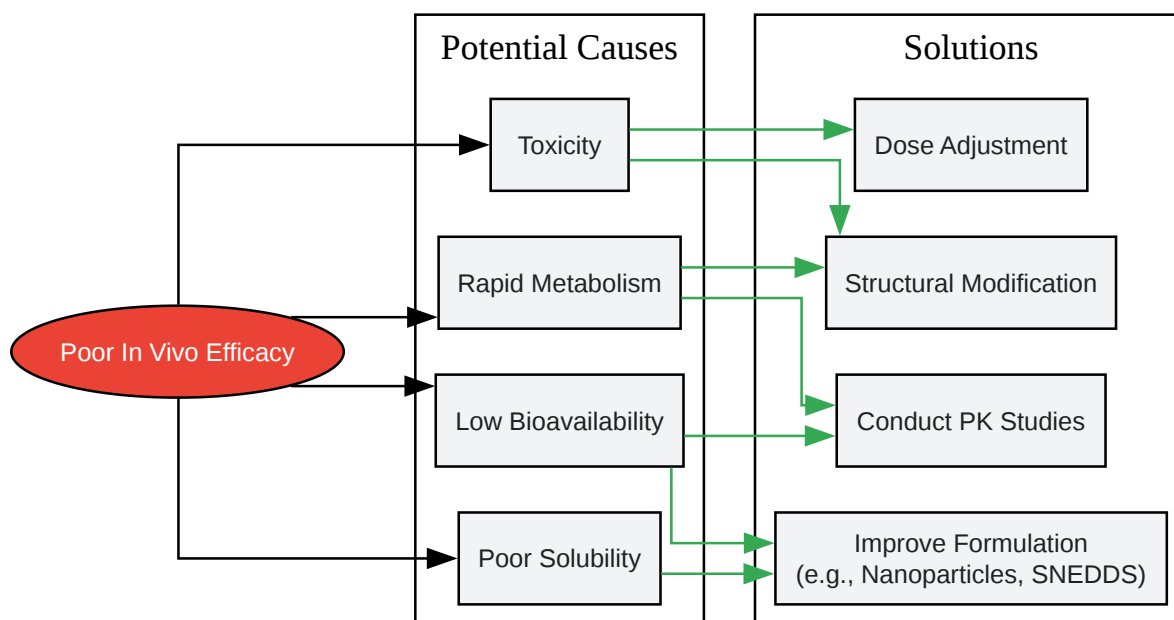 Potential Causes
Solutions
Toxicity
Dose Adjustment
Rapid Metabolism
Structural Modification
Poor In Vivo Efficacy
Low Bioavailability
Conduct PK Studies
Poor Solubility
Improve Formulation
(e.g., Nanoparticles, SNEDDS)